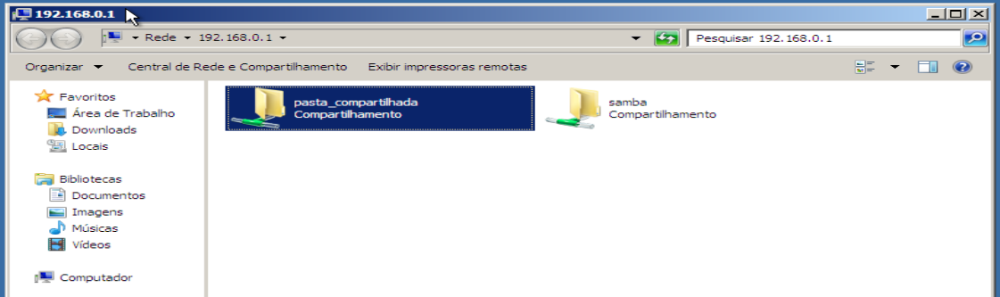 192.168.0.1
Rede 192.168.0.1
Pesquisar 192.168.0.1
Organizar Central de Rede e Compartilhamento Exibir impressoras remotas
Favoritos
Área de Trabalho
Downloads
Locais
Bibliotecas
Documentos
Imagens
Músicas
Vídeos
Computador
pasta_compartilhada
Compartilhamento
samba
Compartilhamento